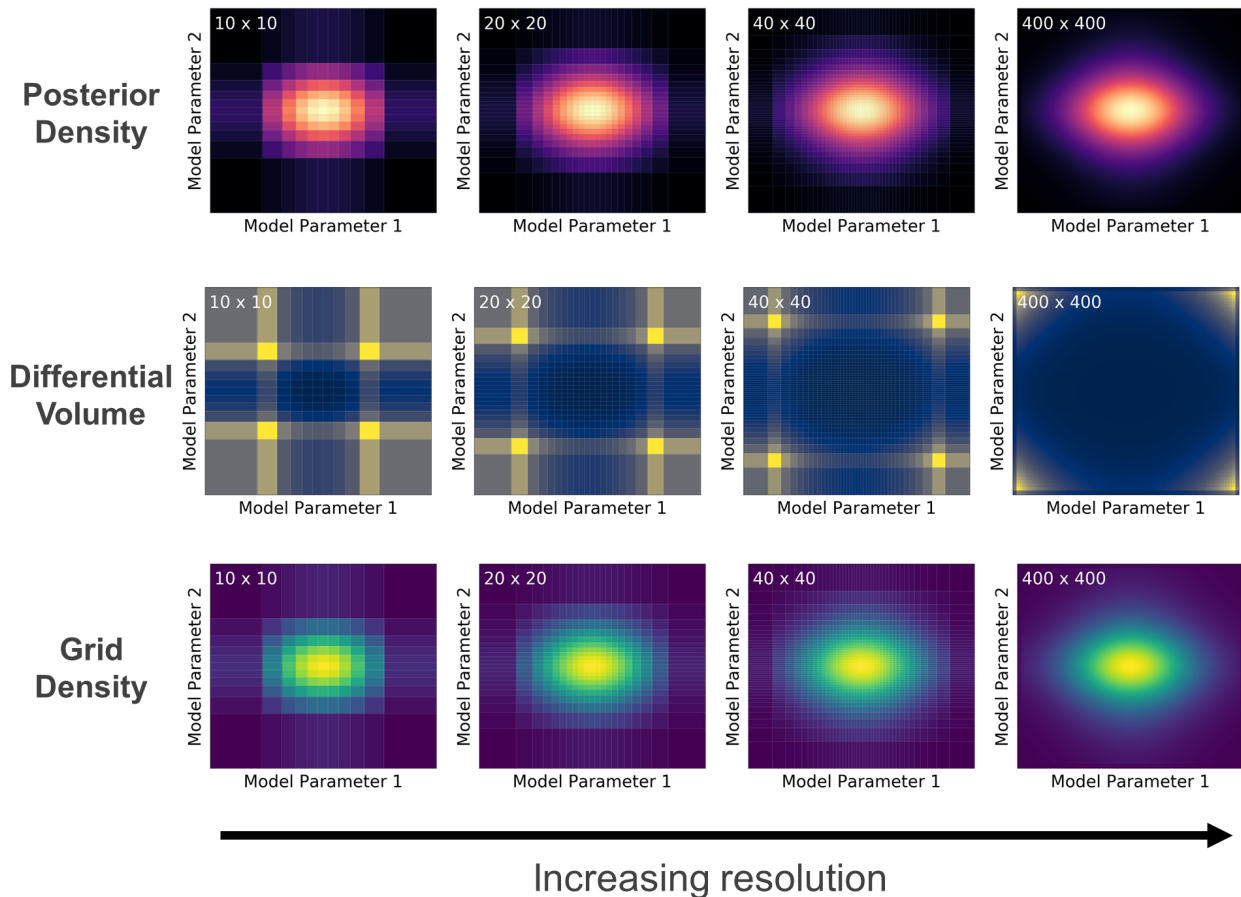 Posterior
Density
10 x 10
Model Parameter 2
Model Parameter 1
20 x 20
Model Parameter 2
Model Parameter 1
40 x 40
Model Parameter 2
Model Parameter 1
400 x 400
Model Parameter 2
Model Parameter 1
Differential
Volume
10 x 10
Model Parameter 2
Model Parameter 1
20 x 20
Model Parameter 2
Model Parameter 1
40 x 40
Model Parameter 2
Model Parameter 1
400 x 400
Model Parameter 2
Model Parameter 1
Grid
Density
10 x 10
Model Parameter 2
Model Parameter 1
20 x 20
Model Parameter 2
Model Parameter 1
40 x 40
Model Parameter 2
Model Parameter 1
400 x 400
Model Parameter 2
Model Parameter 1
Increasing resolution